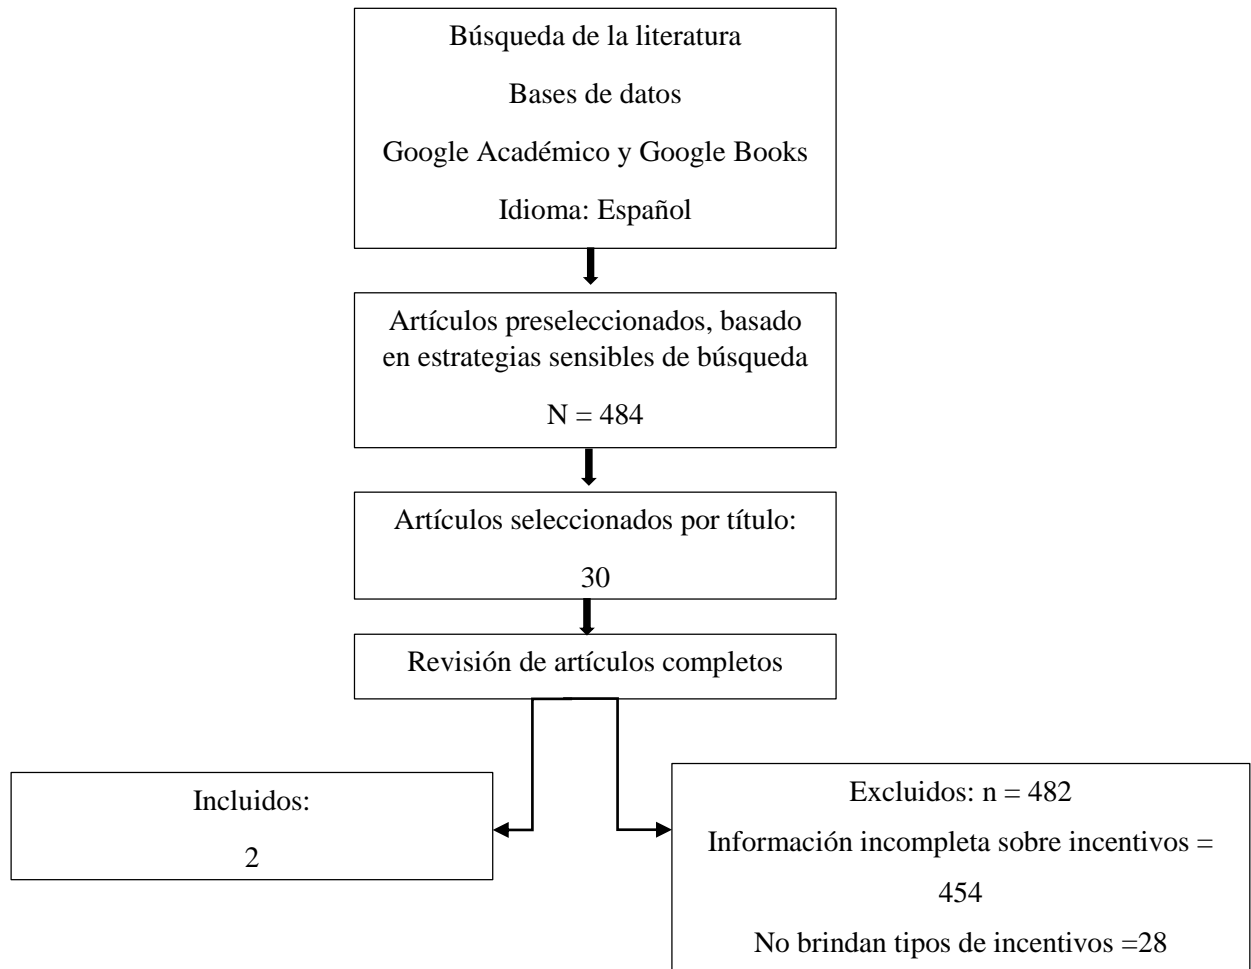 Búsqueda de la literatura
Bases de datos
Google Académico y Google Books
Idioma: Español
Artículos preseleccionados, basado
en estrategias sensibles de búsqueda
N = 484
Artículos seleccionados por título:
30
Revisión de artículos completos
Incluidos:
2
Excluidos: n = 482
Información incompleta sobre incentivos =
454
No brindan tipos de incentivos =28